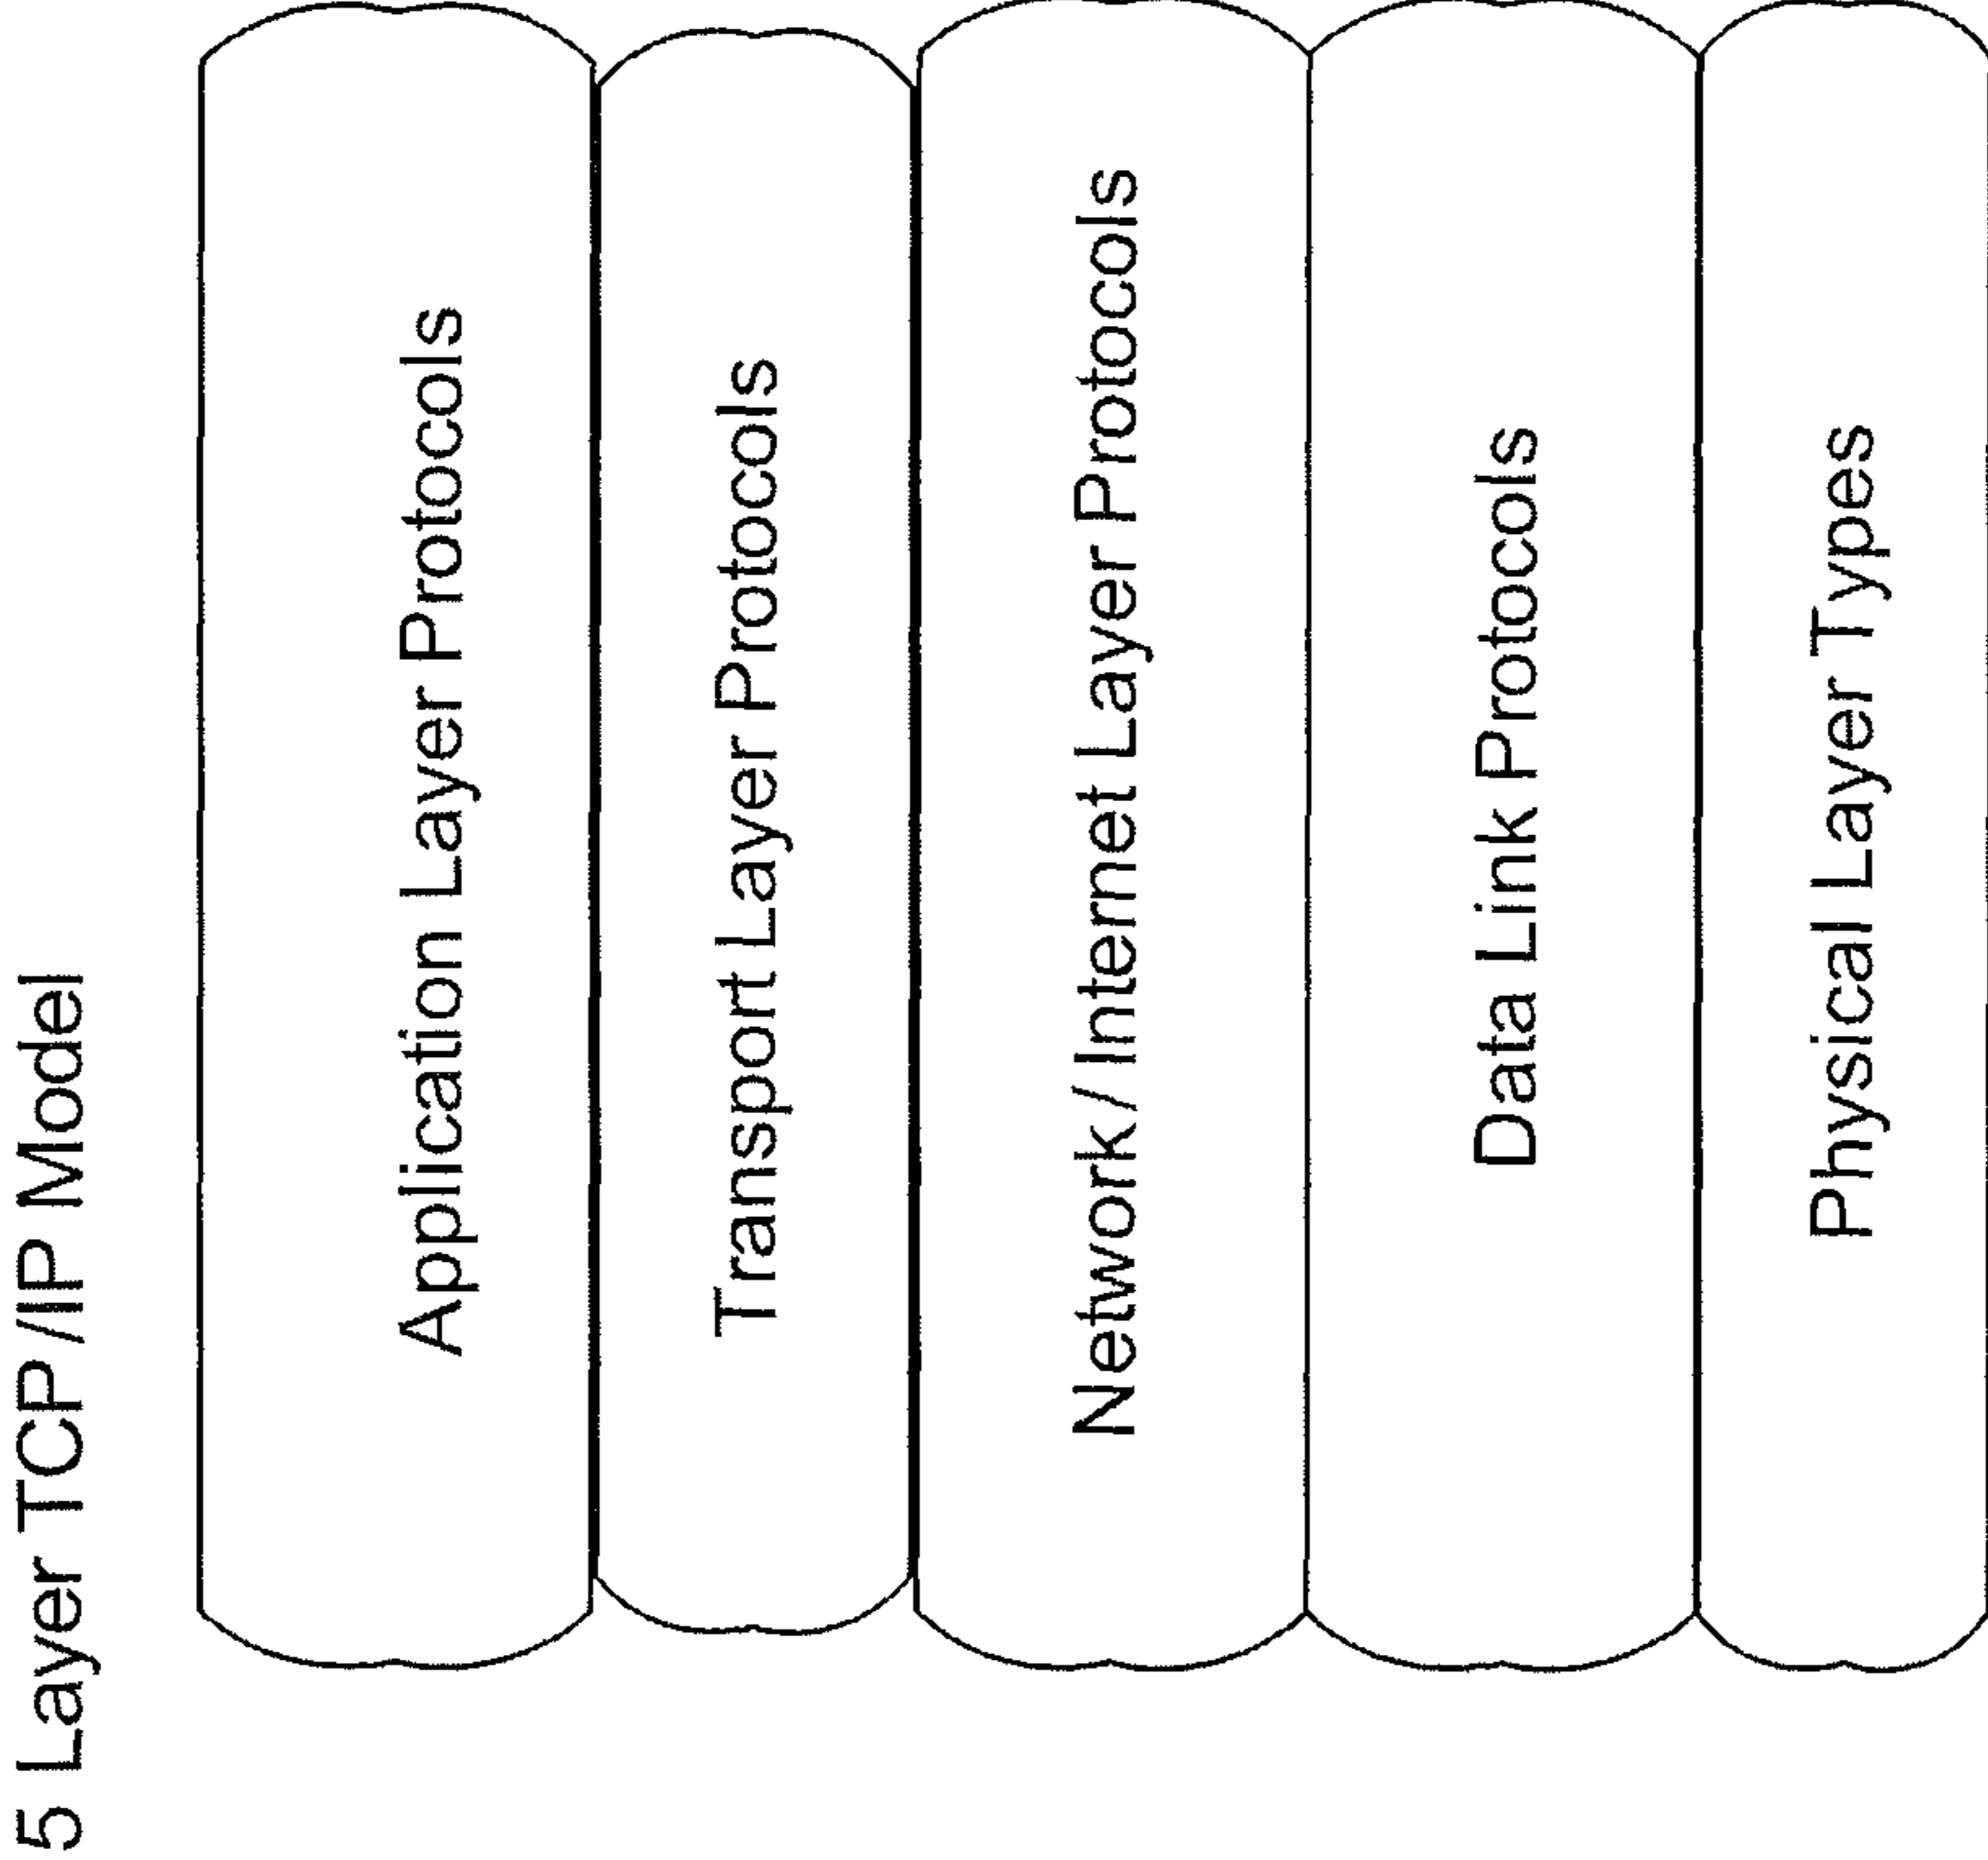 5 Layer TCP/IP Model
Application Layer Protocols
Transport Layer Protocols
Network/Internet Layer Protocols
Data Link Protocols
Physical Layer Types